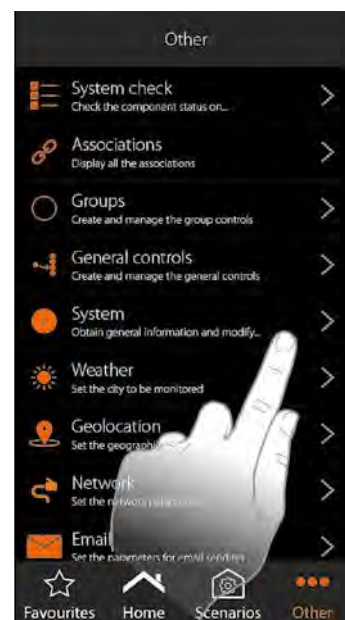 Other
System check
Check the component status on...
Associations
Display all the associations
Groups
Create and manage the group controls
General controls
Create and manage the general controls
System
Obtain general information and modify...
Weather
Set the city to be monitored
Geolocation
Set the geographi
Network
Set the network
Email
Set the parameters for email sending
Favourites Home Scenarios Other